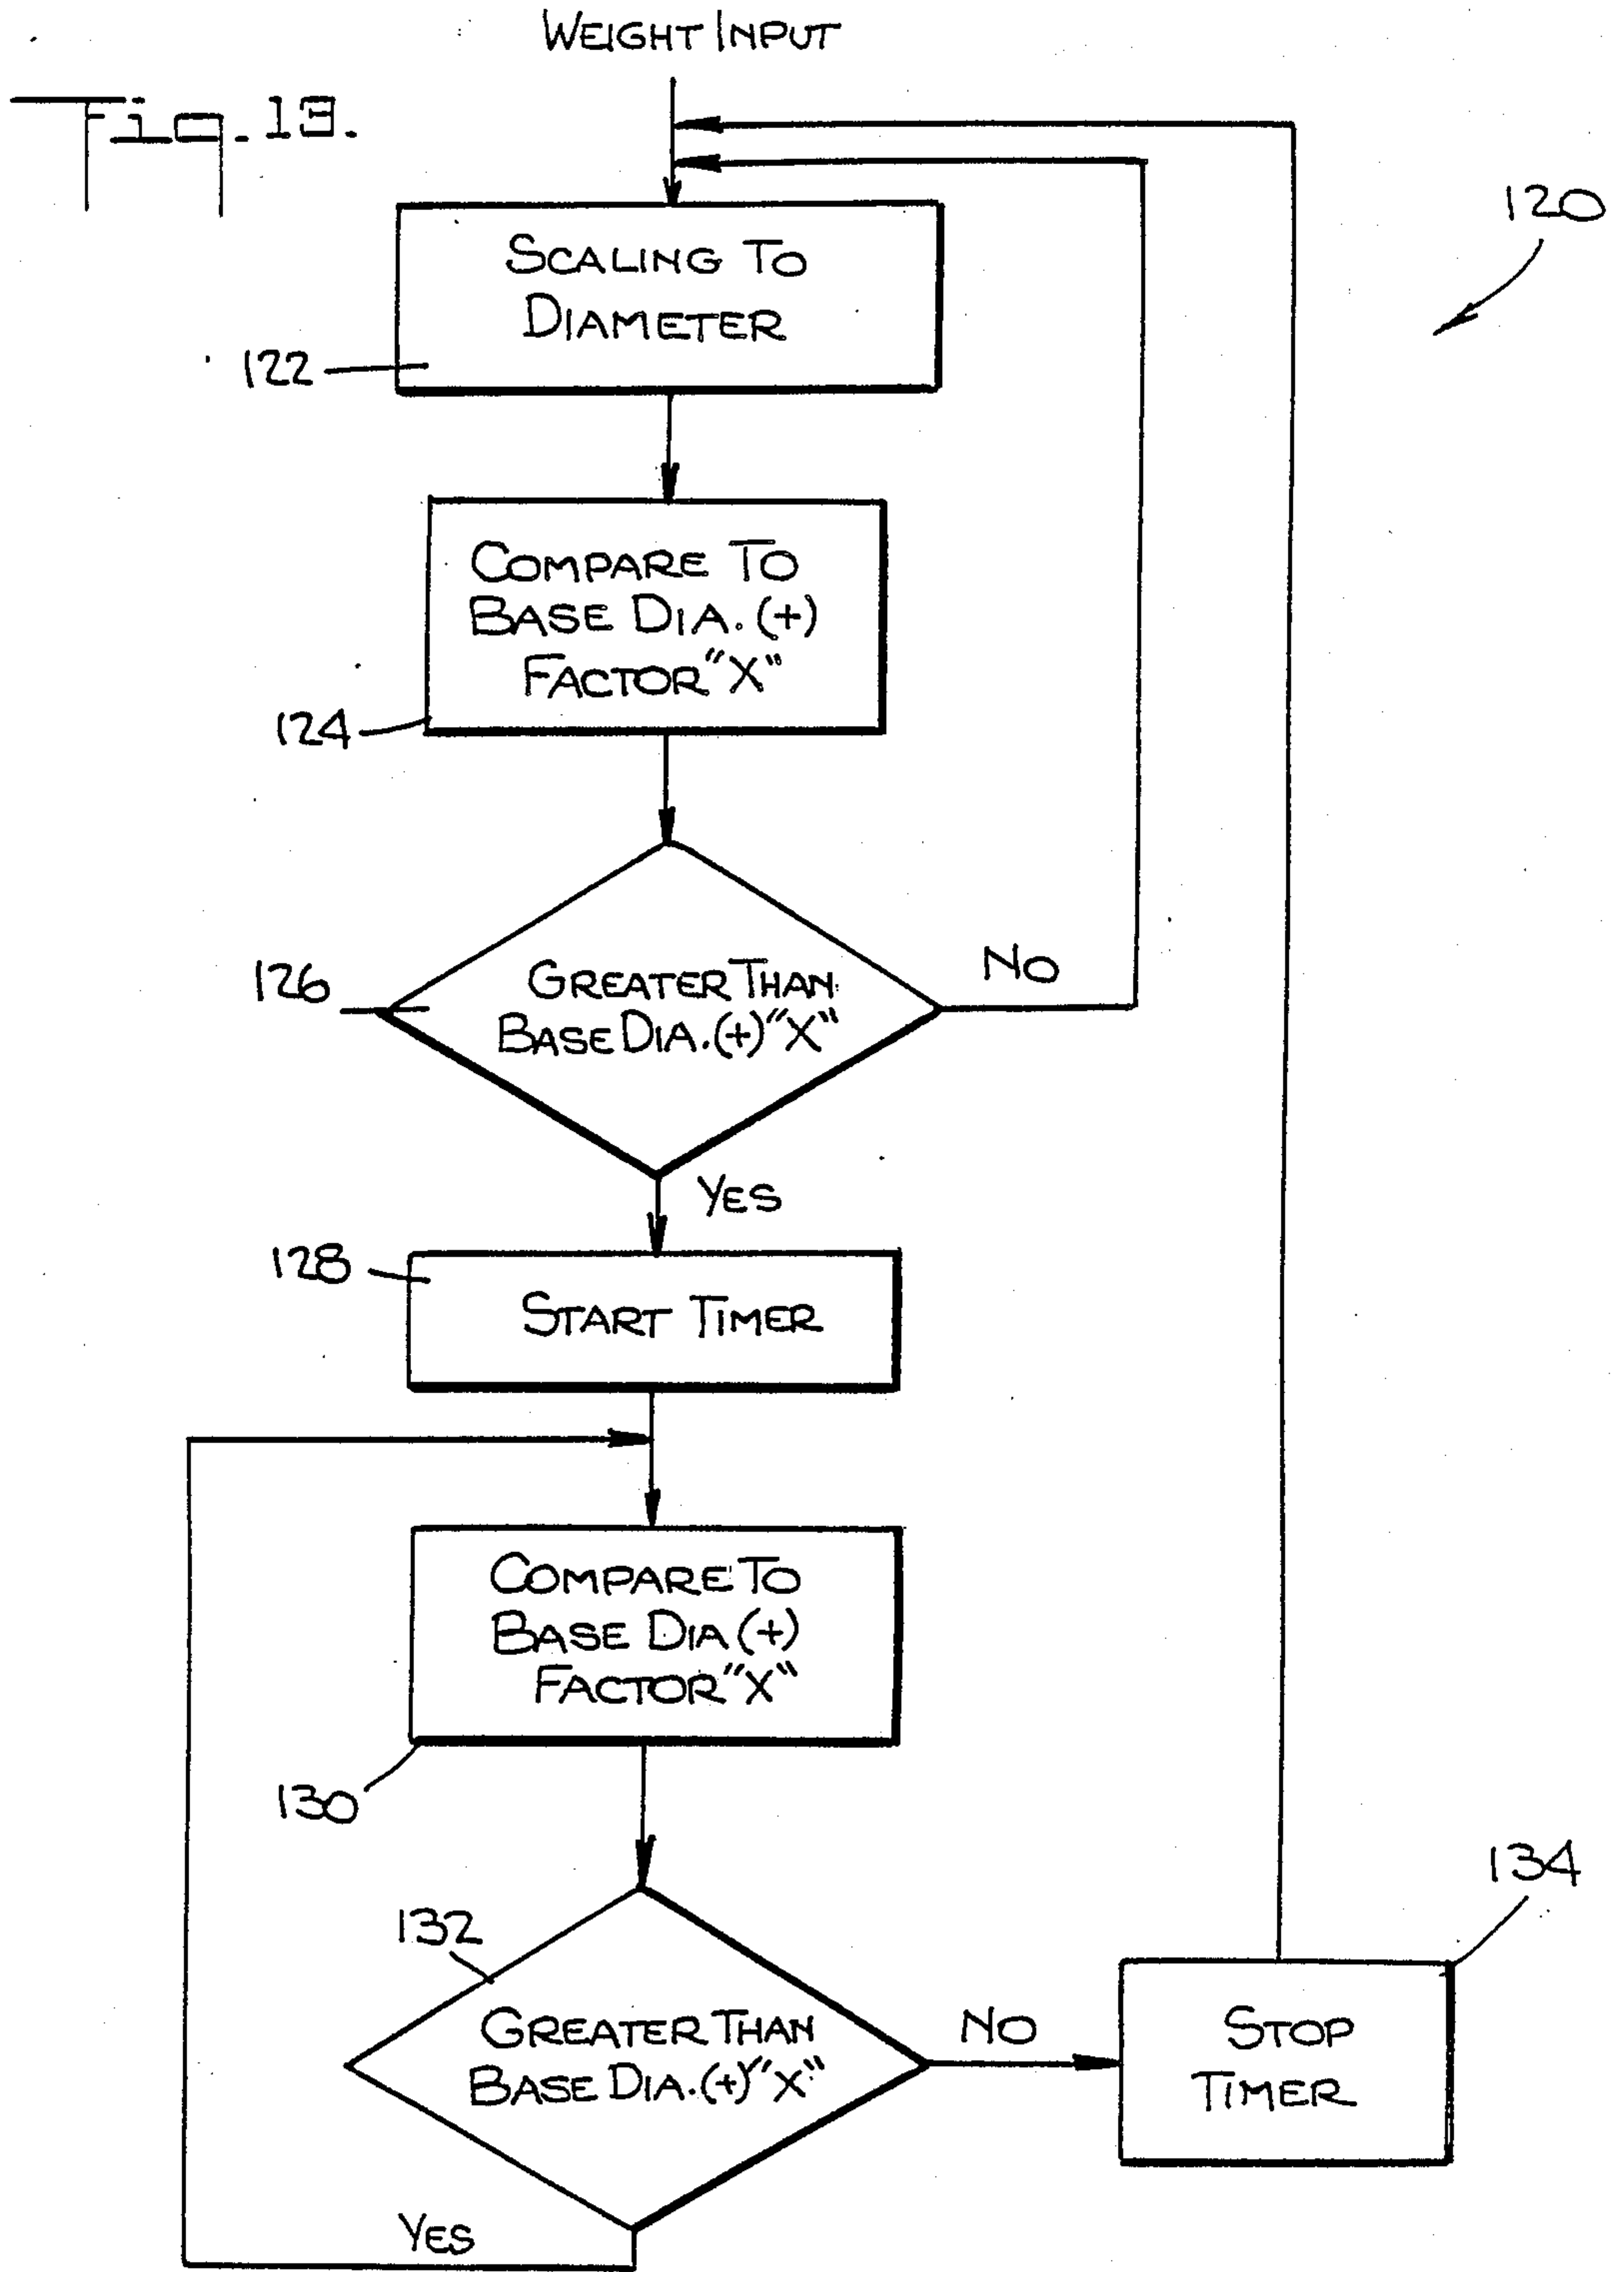 WEIGHT INPUT
Fig. 13.
120
SCALING TO
DIAMETER
122
COMPARE TO
BASE DIA. (+)
FACTOR "X"
124
126
GREATER THAN
BASE DIA. (+) "X"
NO
YES
128
START TIMER
COMPARE TO
BASE DIA (+)
FACTOR "X"
130
132
GREATER THAN
BASE DIA. (+) "X"
NO
134
STOP
TIMER
YES